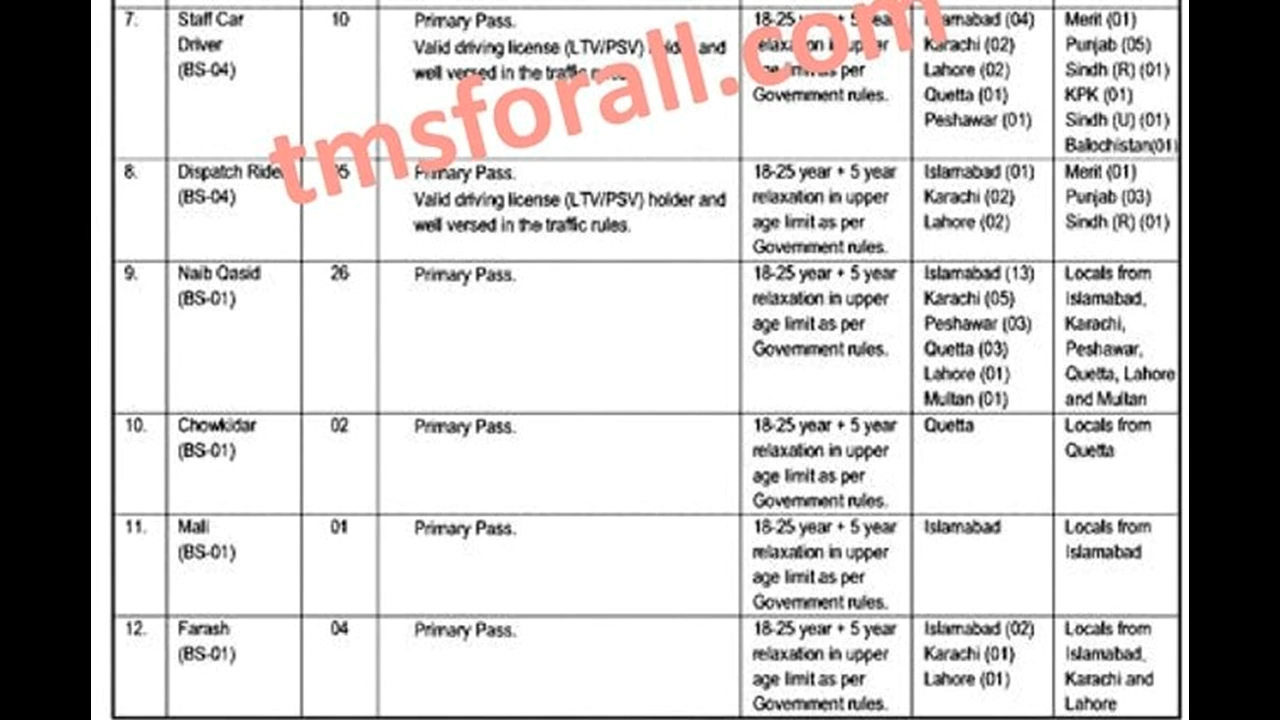 7.
Staff Car
Driver
(BS-04)
10
Primary Pass.
Valid driving license (LTV/PSV) holder and
well versed in the traffic
18-25 year + 5 year
relaxation in upper
age limit as per
Government rules.
Islamabad (04)
Karachi (02)
Lahore (02)
Quetta (01)
Peshawar (01)
Merit (01)
Punjab (05)
Sindh (R) (01)
KPK (01)
Sindh (U) (01)
Balochistan(01)
tmsforall.com
8.
Dispatch Rider
(BS-04)
05
Primary Pass.
Valid driving license (LTV/PSV) holder and
well versed in the traffic rules.
18-25 year + 5 year
relaxation in upper
age limit as per
Government rules.
Islamabad (01)
Karachi (02)
Lahore (02)
Merit (01)
Punjab (03)
Sindh (R) (01)
9.
Naib Qasid
(BS-01)
26
Primary Pass.
18-25 year + 5 year
relaxation in upper
age limit as per
Government rules.
Islamabad (13)
Karachi (05)
Peshawar (03)
Quetta (03)
Lahore (01)
Multan (01)
Locals from
Islamabad,
Karachi,
Peshawar,
Quetta, Lahore
and Multan
10.
Chowkidar
(BS-01)
02
Primary Pass.
18-25 year + 5 year
relaxation in upper
age limit as per
Government rules.
Quetta
Locals from
Quetta
11.
Mali
(BS-01)
01
Primary Pass.
18-25 year + 5 year
relaxation in upper
age limit as per
Government rules.
Islamabad
Locals from
Islamabad
12.
Farash
(BS-01)
04
Primary Pass.
18-25 year + 5 year
relaxation in upper
age limit as per
Government rules.
Islamabad (02)
Karachi (01)
Lahore (01)
Locals from
Islamabad,
Karachi and
Lahore